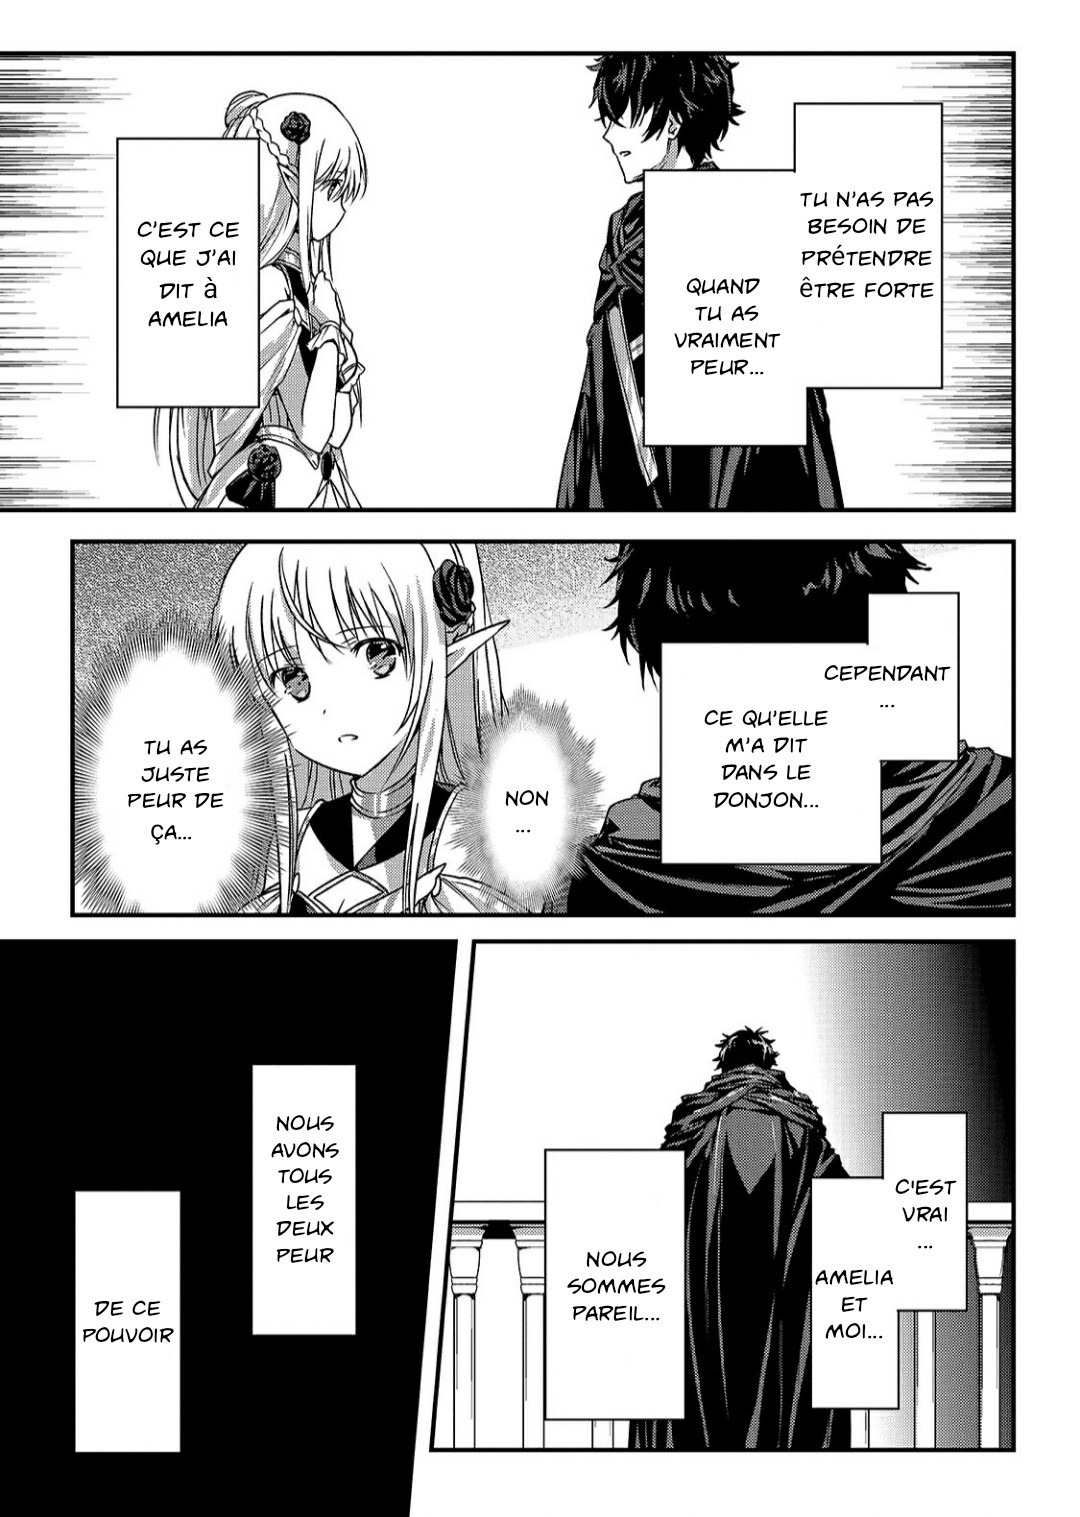 TU N'AS PAS
BESOIN DE
PRéTENDRE
êTRE FORTE
QUAND
TU AS
VRAIMENT
PEUR...
C'EST CE
QUE J'AI
DIT à
AMELIA
CEPENDANT
...
CE QU'ELLE
M'A DIT
DANS LE
DONJON...
NON
...
TU AS
JUSTE
PEUR DE
çA...
C'EST
VRAI
...
AMELIA
ET
MOI...
NOUS
SOMMES
PAREIL...
NOUS
AVONS
TOUS
LES
DEUX
PEUR
DE CE
POUVOIR